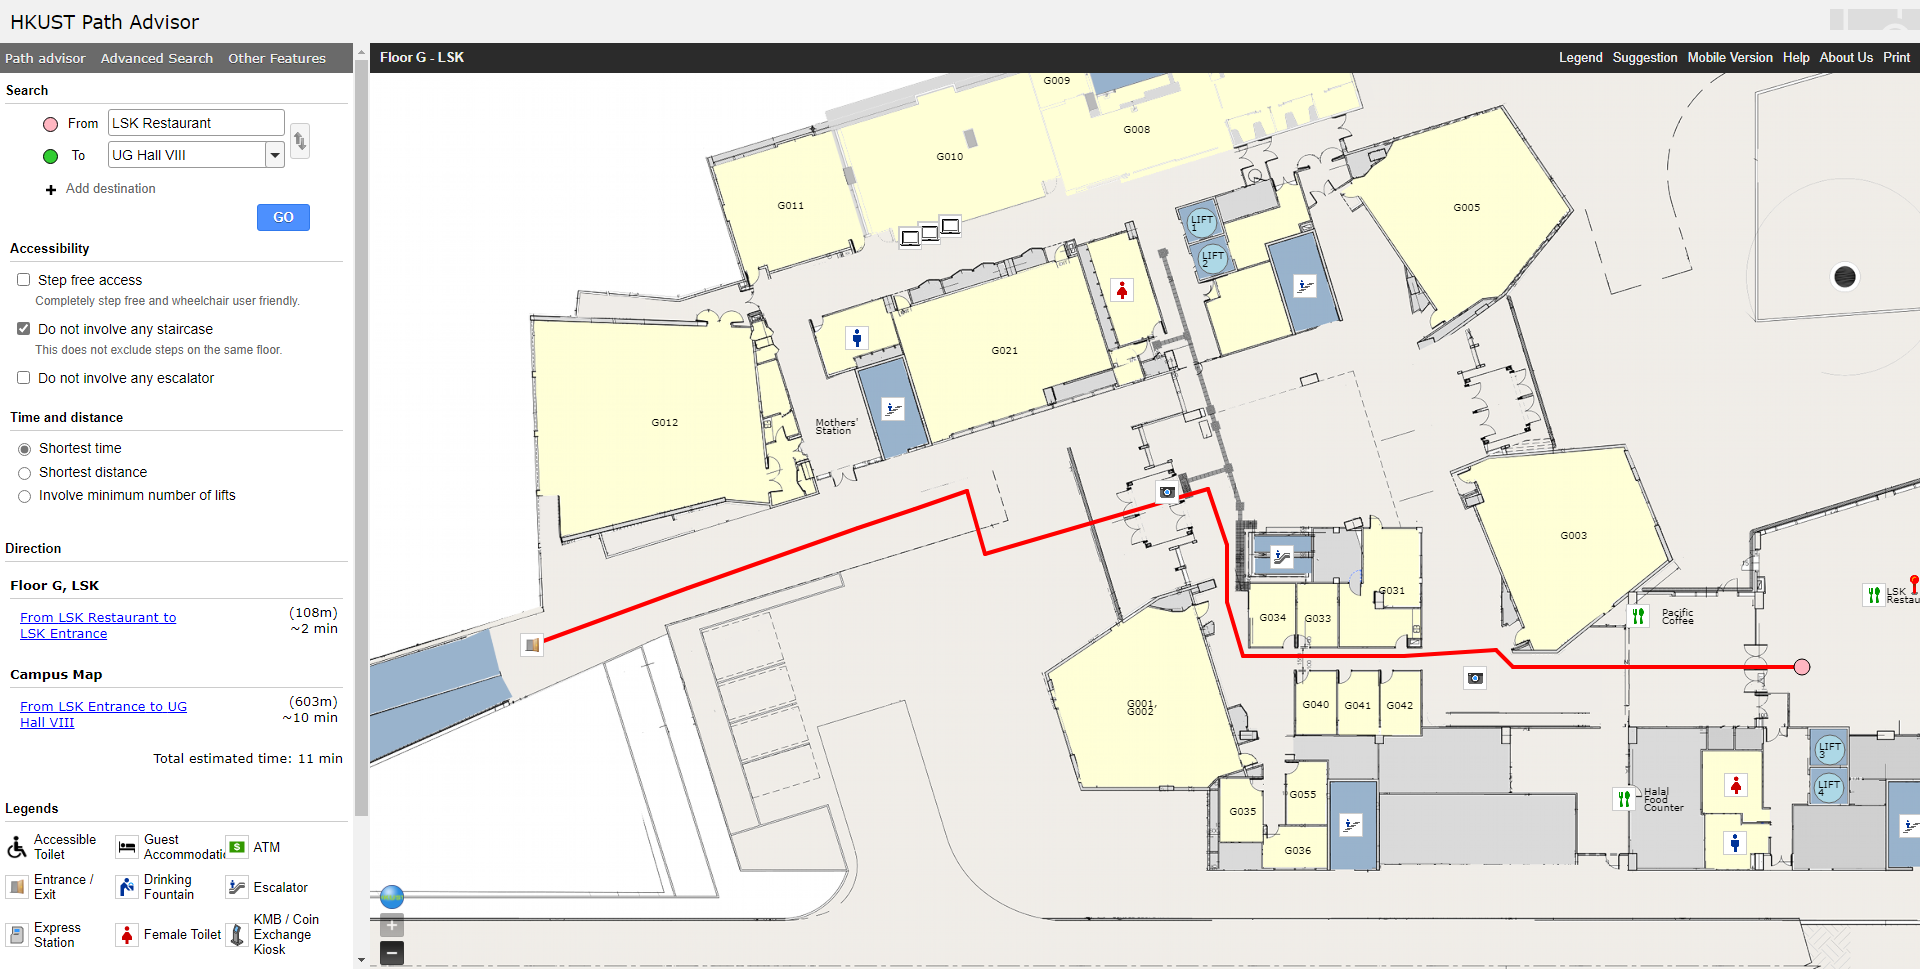 HKUST Path Advisor
Path advisor Advanced Search Other Features
Floor G - LSK
Legend Suggestion Mobile Version Help About Us Print
Search
From LSK Restaurant
To UG Hall VIII
Add destination
GO
Accessibility
Step free access
Completely step free and wheelchair user friendly.
Do not involve any staircase
This does not exclude steps on the same floor.
Do not involve any escalator
Time and distance
Shortest time
Shortest distance
Involve minimum number of lifts
Direction
Floor G, LSK
From LSK Restaurant to
LSK Entrance
(108m)
~2 min
Campus Map
From LSK Entrance to UG
Hall VIII
(603m)
~10 min
Total estimated time: 11 min
Legends
Accessible
Toilet
Guest
Accommodatic
ATM
Entrance /
Exit
Drinking
Fountain
Escalator
Express
Station
Female Toilet
KMB / Coin
Exchange
Kiosk
G009
G008
G010
G011
G005
LIFT
1
LIFT
2
G021
G012
Mothers'
Station
G003
G031
G034
G033
Pacific
Coffee
LSK
Restau
G001,
G002
G040
G041
G042
LIFT
3
LIFT
4
G035
G055
G036
Halal
Food
Counter